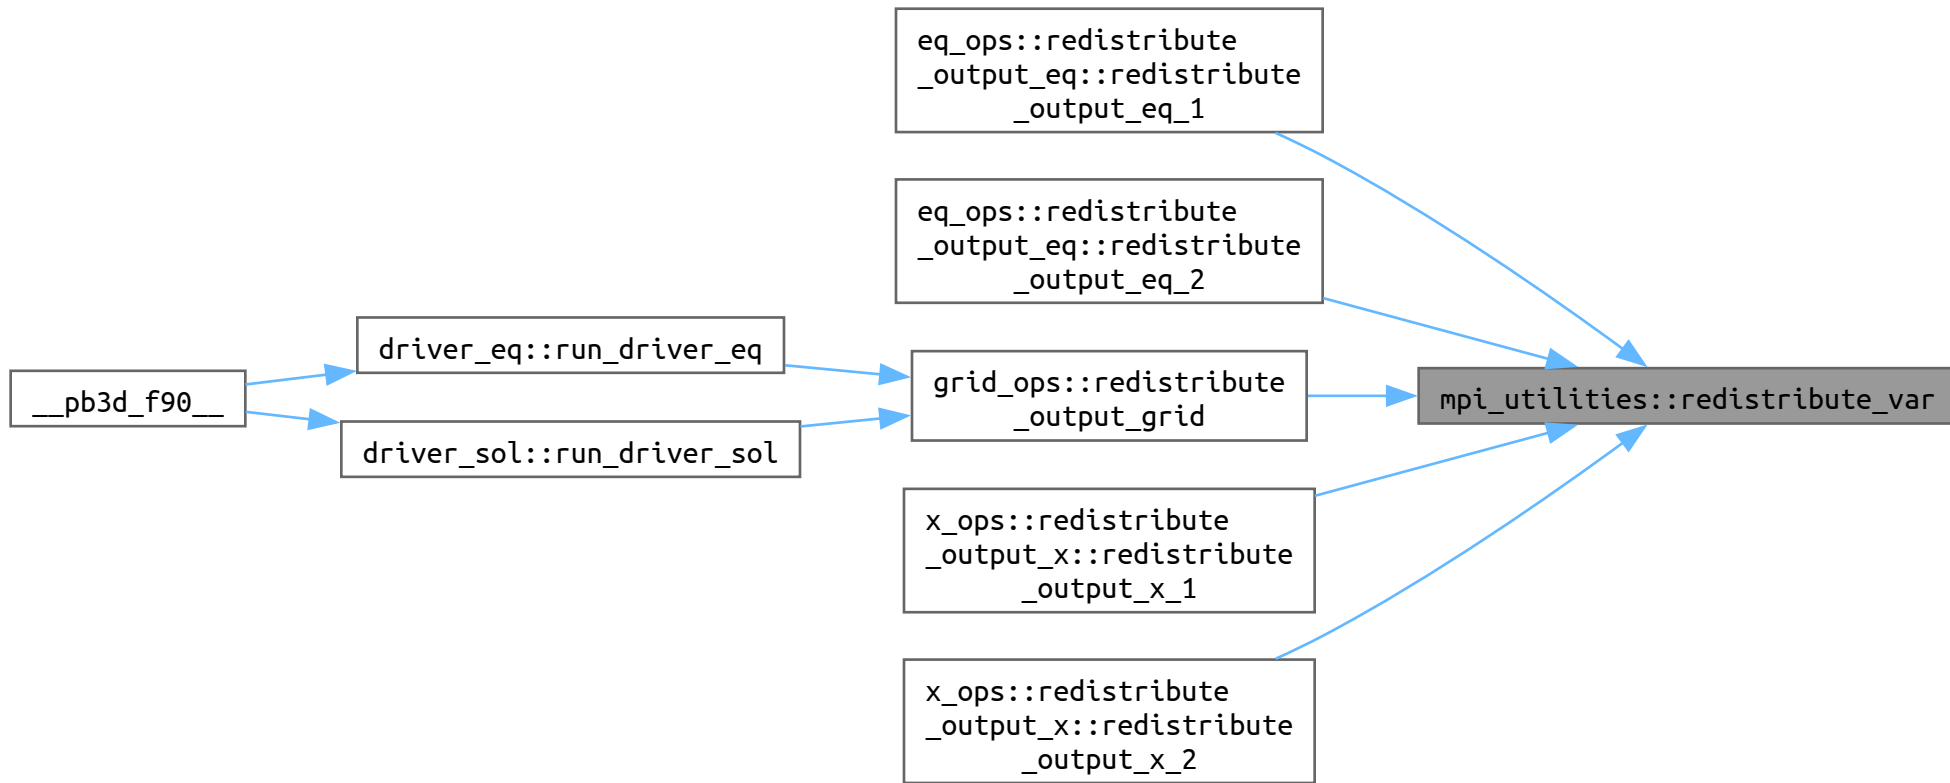 eq_ops::redistribute
_output_eq::redistribute
_output_eq_1
eq_ops::redistribute
_output_eq::redistribute
_output_eq_2
driver_eq::run_driver_eq
__pb3d_f90__
driver_sol::run_driver_sol
grid_ops::redistribute
_output_grid
mpi_utilities::redistribute_var
x_ops::redistribute
_output_x::redistribute
_output_x_1
x_ops::redistribute
_output_x::redistribute
_output_x_2